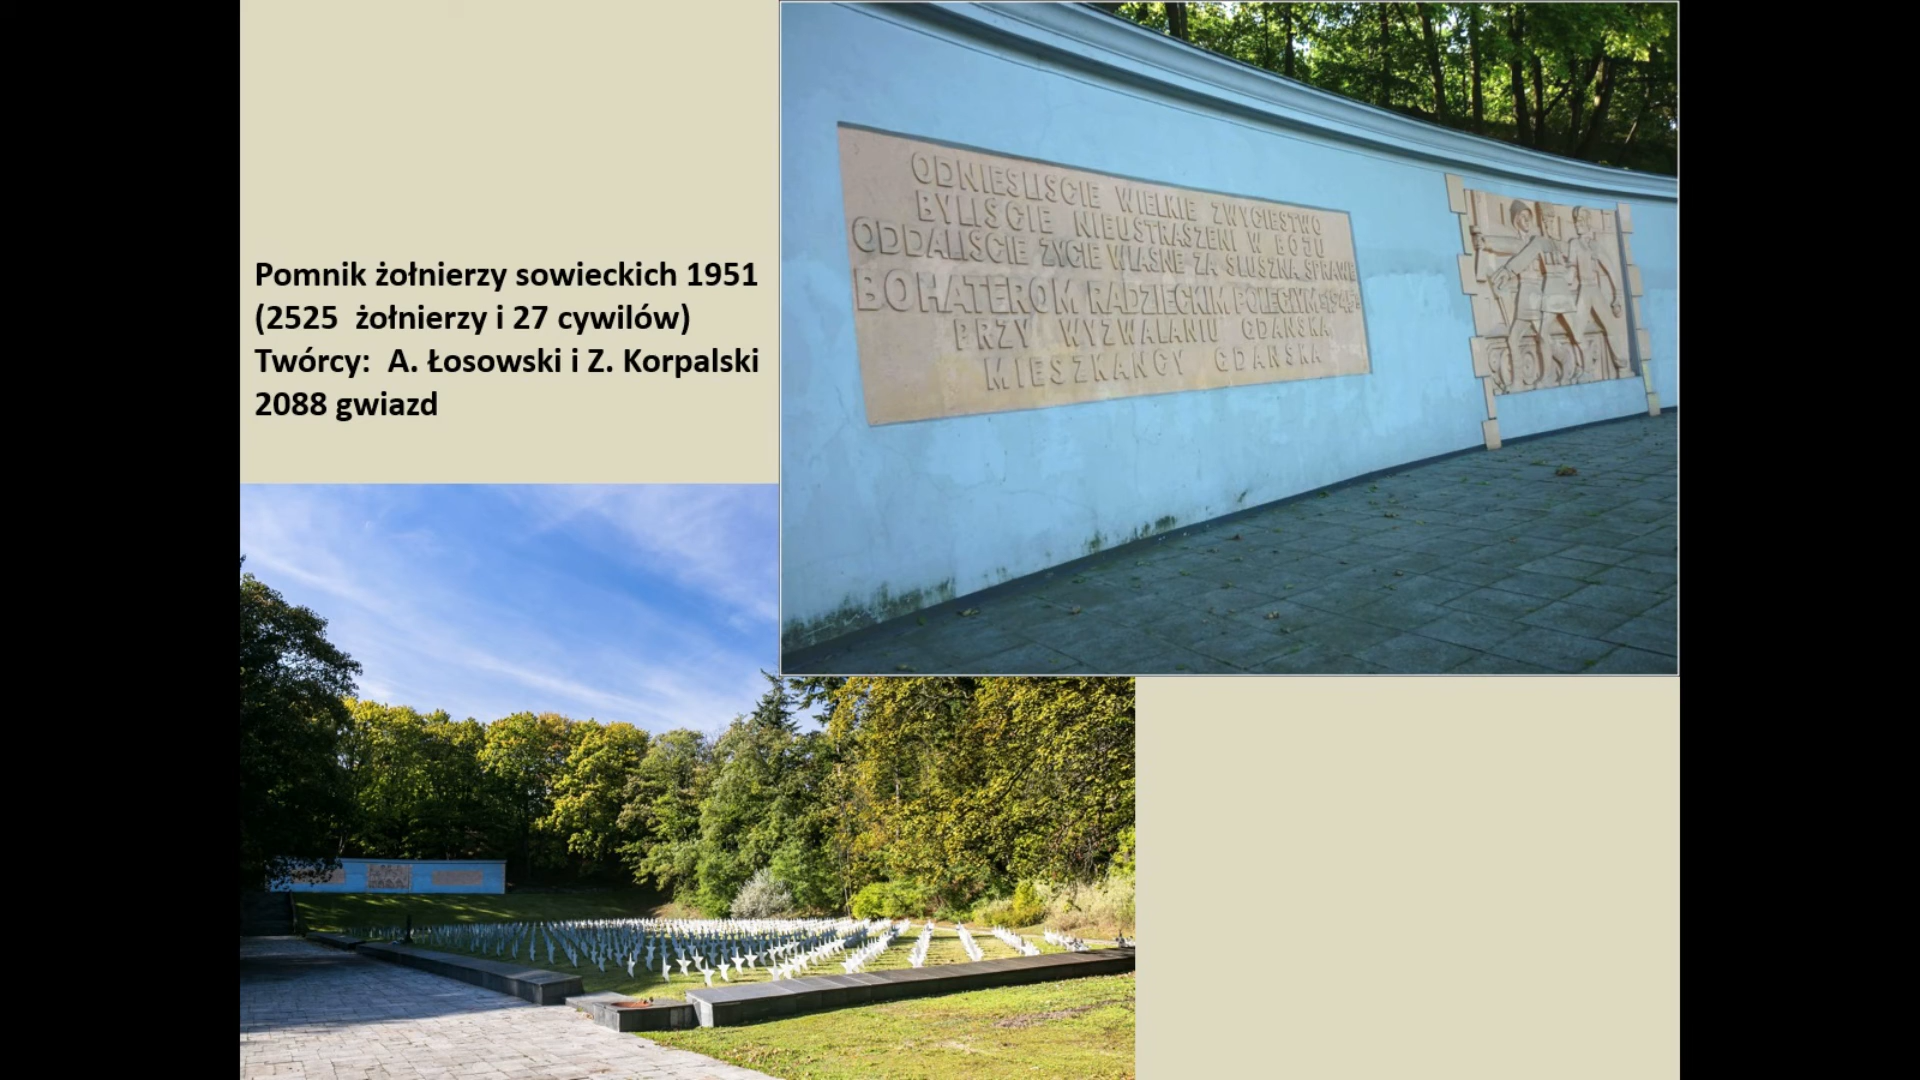 Pomnik żołnierzy sowieckich 1951
(2525 żołnierzy i 27 cywilów)
Twórcy: A. Łosowski i Z. Korpalski
2088 gwiazd
ODNIEŚLIŚCIE WIELKIE ZWYCIĘSTWO
BYLIŚCIE NIEUSTRASZENI W BOJU
ODDALIŚCIE ŻYCIE WŁASNE ZA SŁUSZNĄ SPRAWĘ
BOHATEROM RADZIECKIM POLEGŁYM 1945R.
PRZY WYZWALANIU GDAŃSKA
MIESZKAŃCY GDAŃSKA